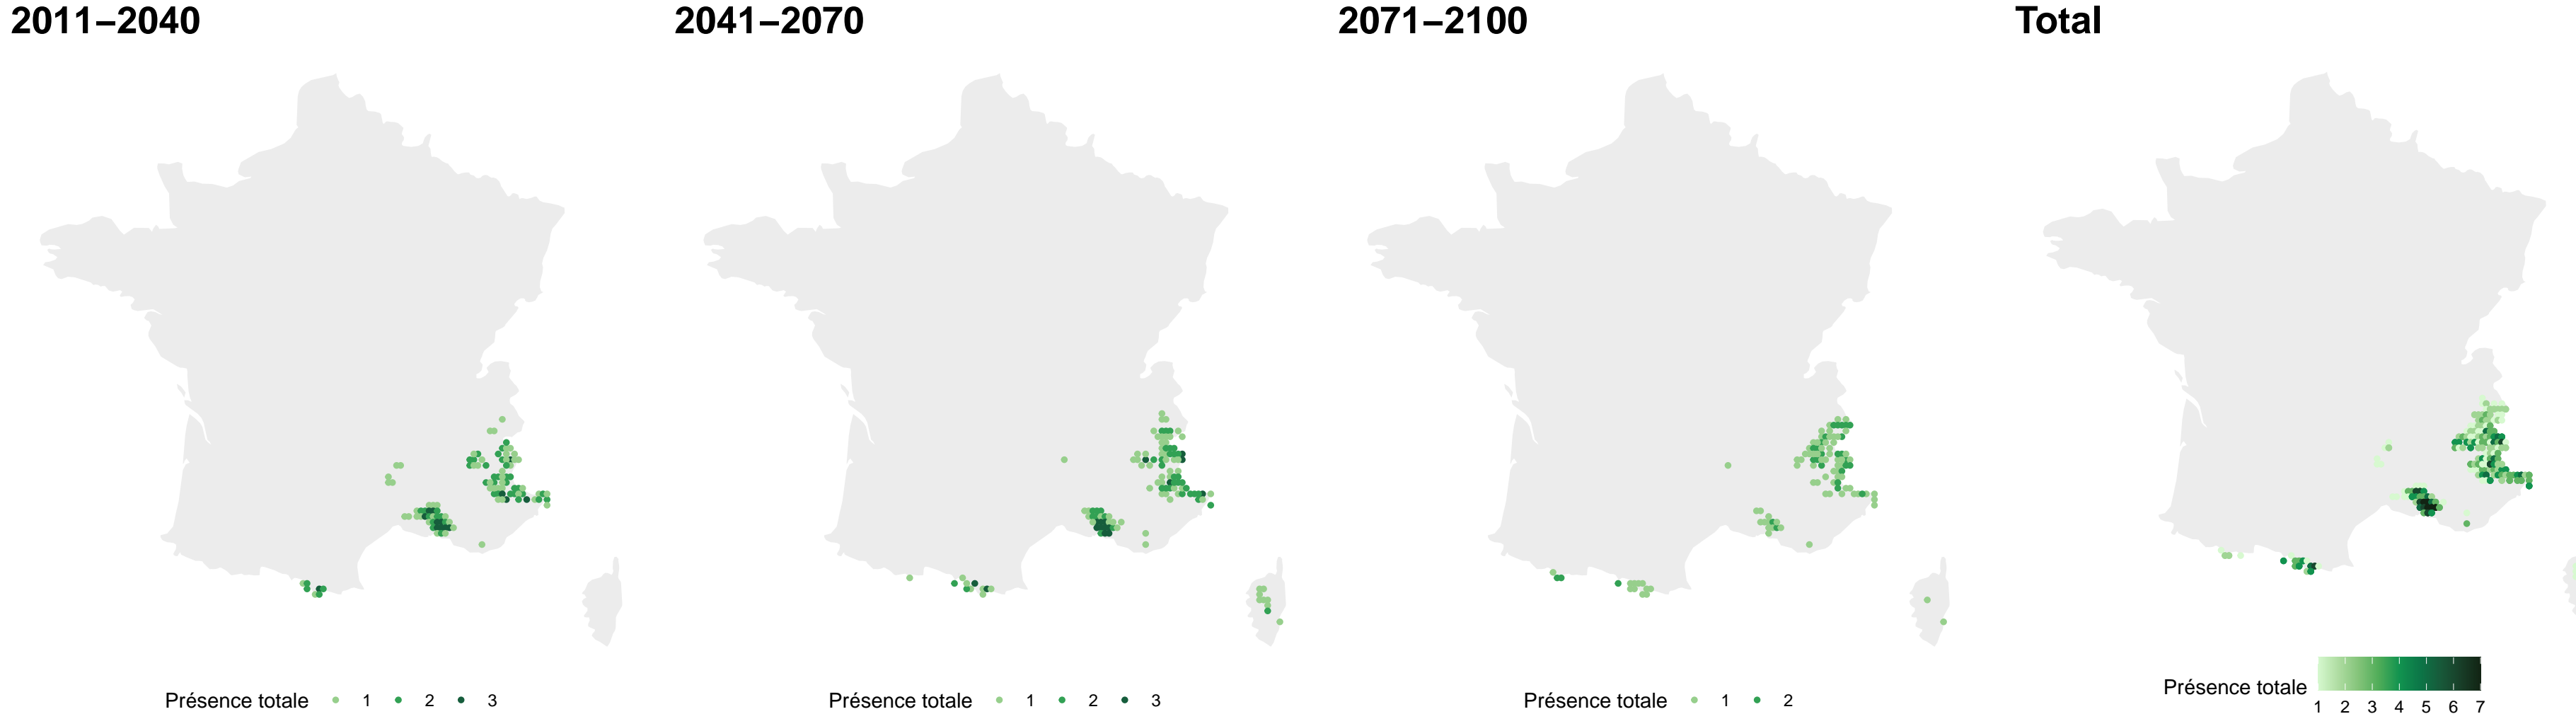 2011–2040
2041–2070
2071–2100
Total
Présence totale 1 2 3
Présence totale 1 2 3
Présence totale 1 2
Présence totale
1 2 3 4 5 6 7